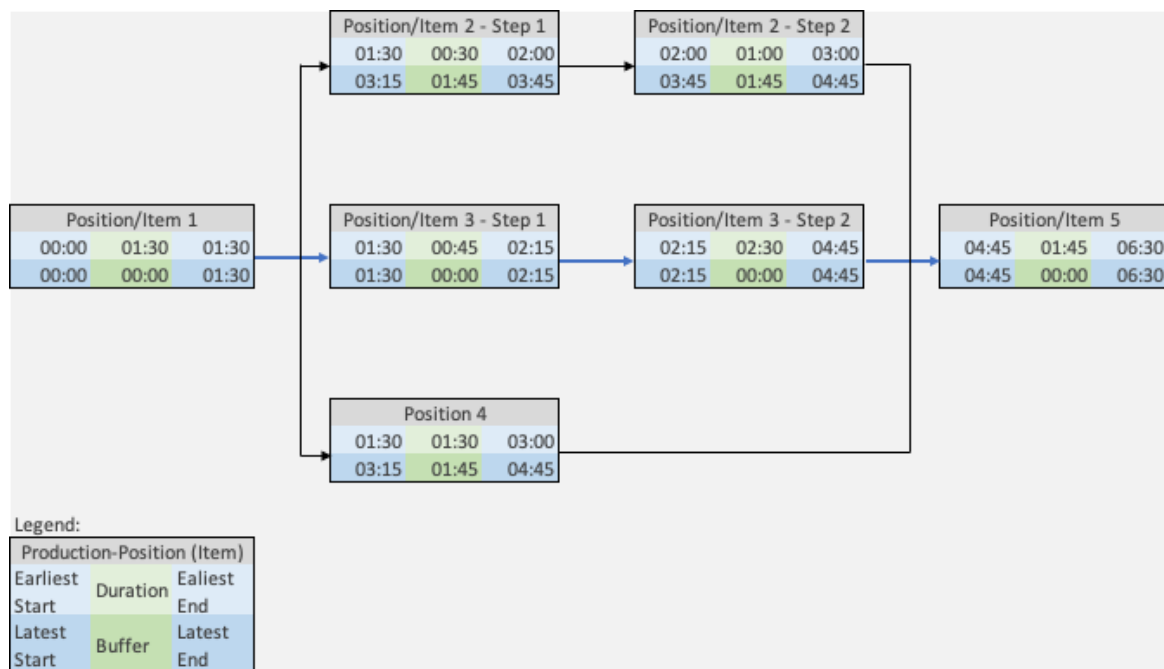 Position/Item 2 - Step 1
01:30 00:30 02:00
03:15 01:45 03:45
Position/Item 2 - Step 2
02:00 01:00 03:00
03:45 01:45 04:45
Position/Item 1
00:00 01:30 01:30
00:00 00:00 01:30
Position/Item 3 - Step 1
01:30 00:45 02:15
01:30 00:00 02:15
Position/Item 3 - Step 2
02:15 02:30 04:45
02:15 00:00 04:45
Position/Item 5
04:45 01:45 06:30
04:45 00:00 06:30
Position 4
01:30 01:30 03:00
03:15 01:45 04:45
Legend:
Production-Position (Item)
Earliest Start
Duration
Ealiest End
Latest Start
Buffer
Latest End